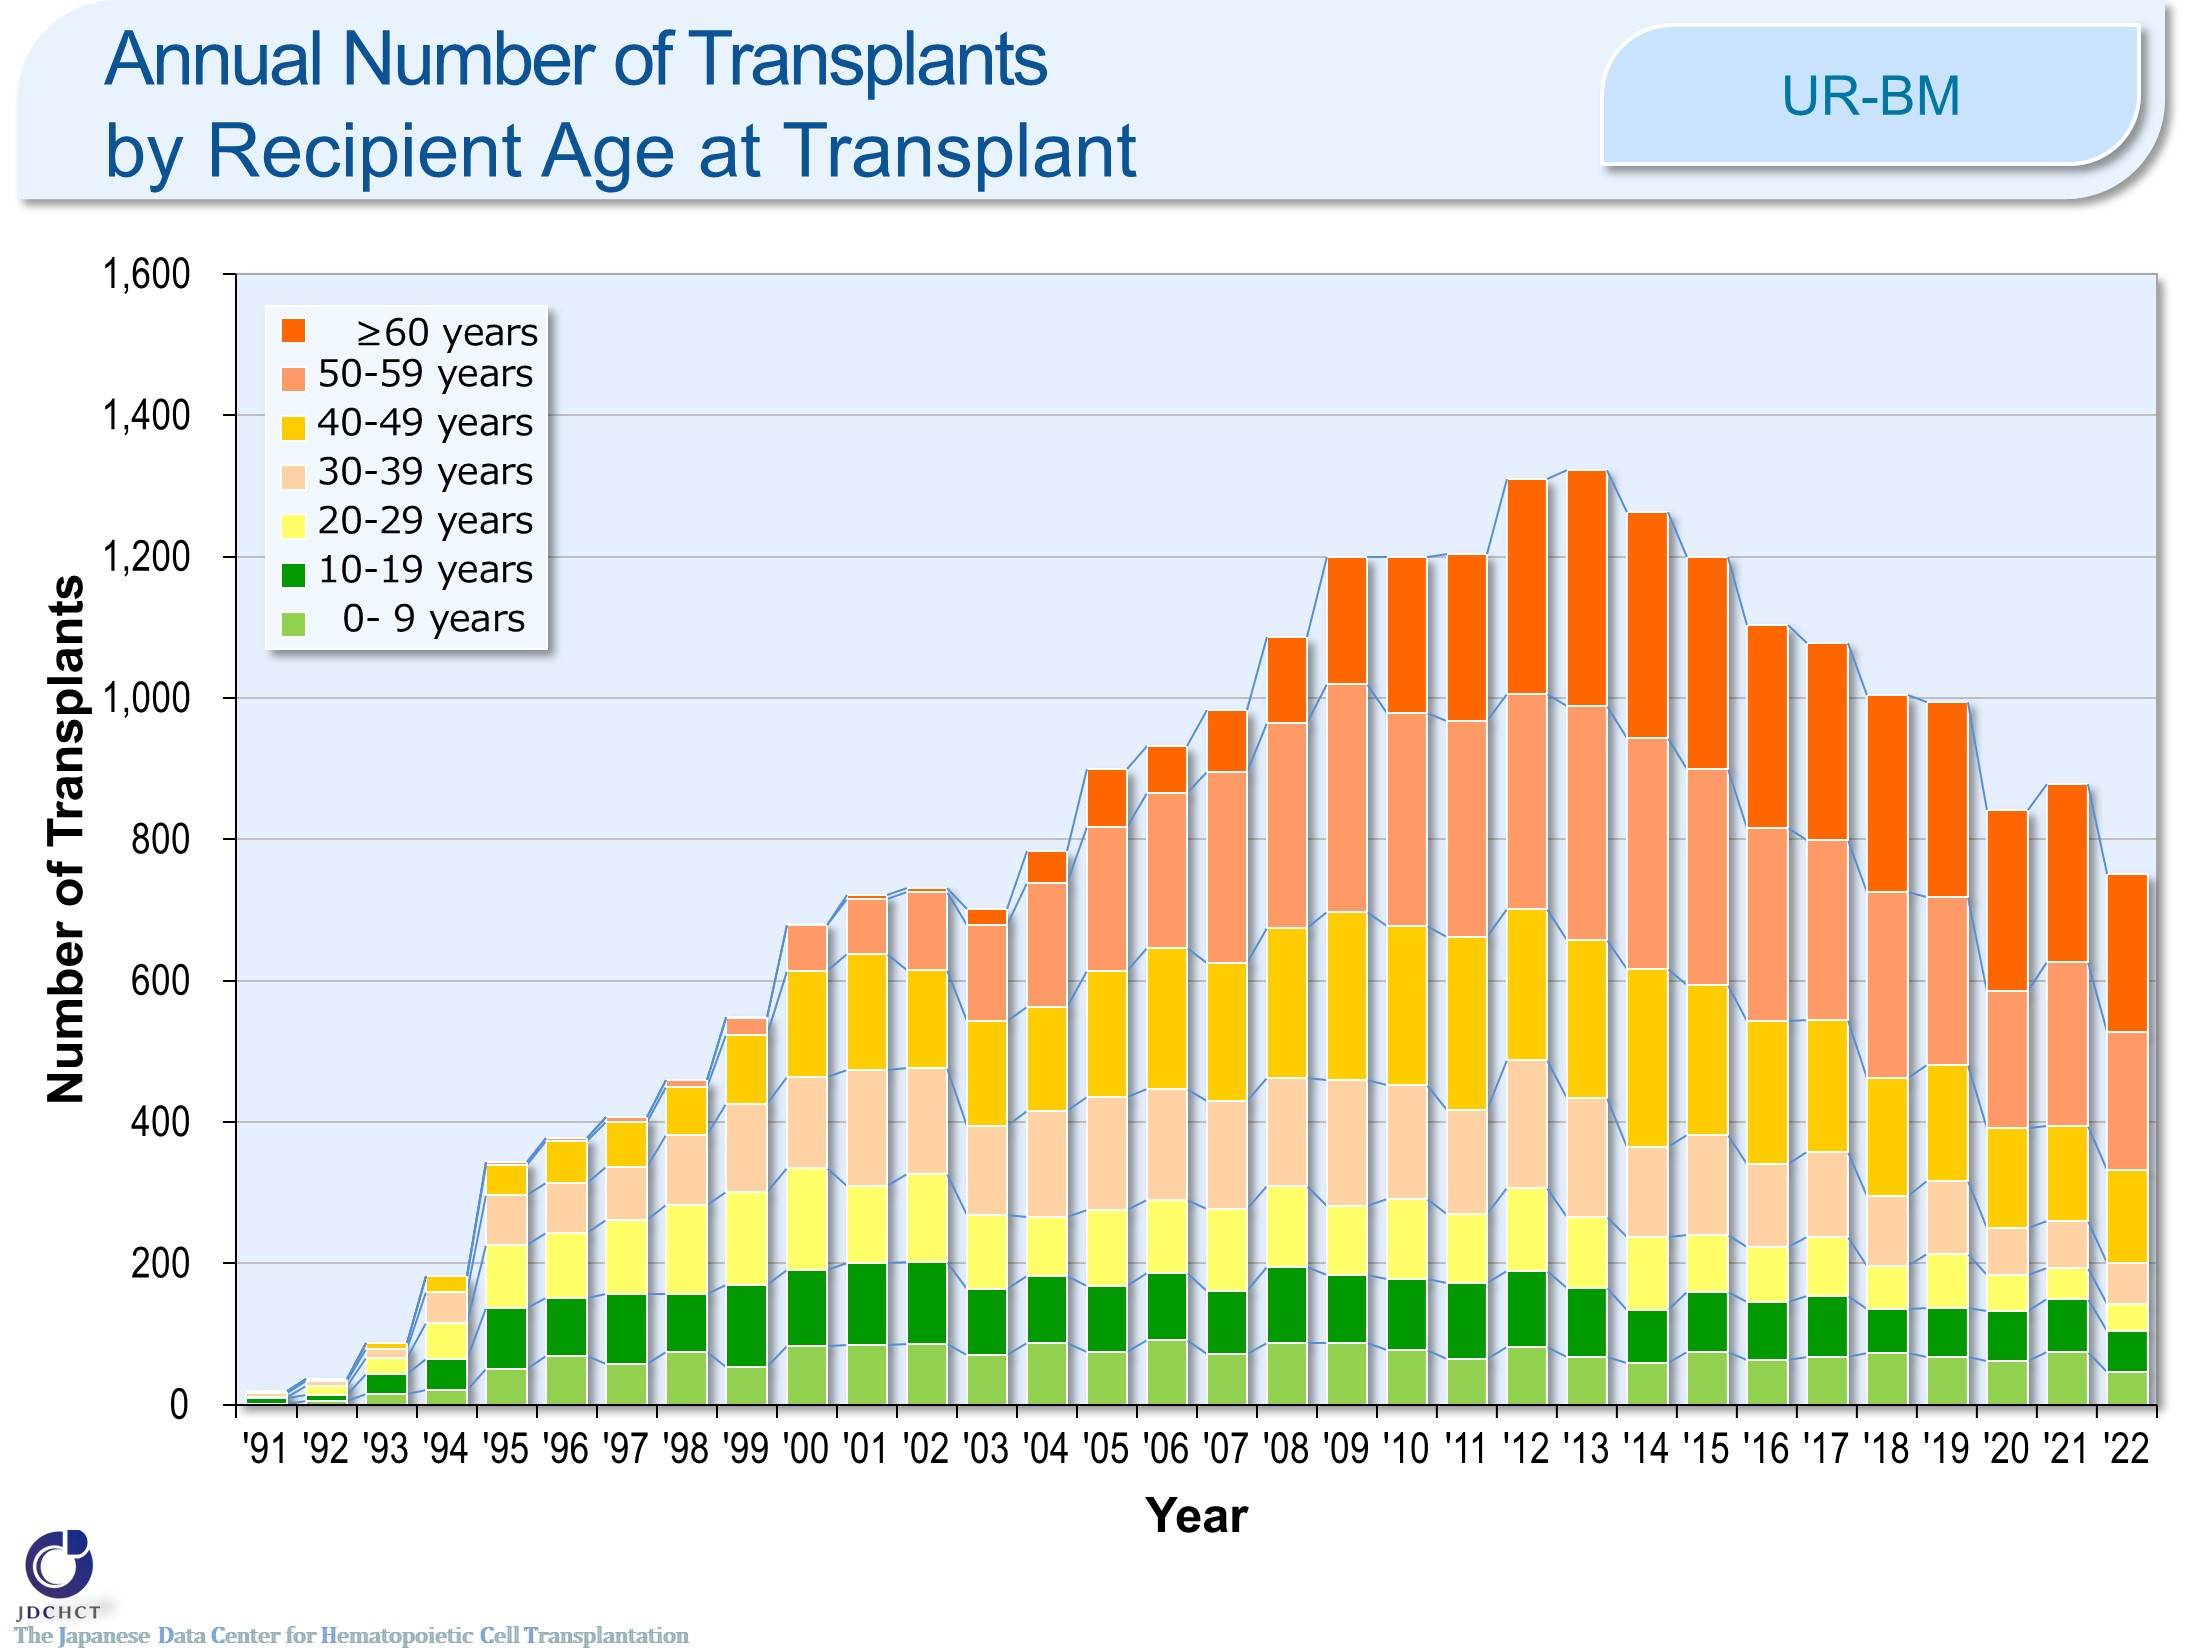 Annual Number of Transplants
by Recipient Age at Transplant
UR-BM
1,600
1,400
1,200
1,000
800
600
400
200
0
Number of Transplants
≥60 years
50-59 years
40-49 years
30-39 years
20-29 years
10-19 years
0- 9 years
'91 '92 '93 '94 '95 '96 '97 '98 '99 '00 '01 '02 '03 '04 '05 '06 '07 '08 '09 '10 '11 '12 '13 '14 '15 '16 '17 '18 '19 '20 '21 '22
Year
JDCHCT
The Japanese Data Center for Hematopoietic Cell Transplantation